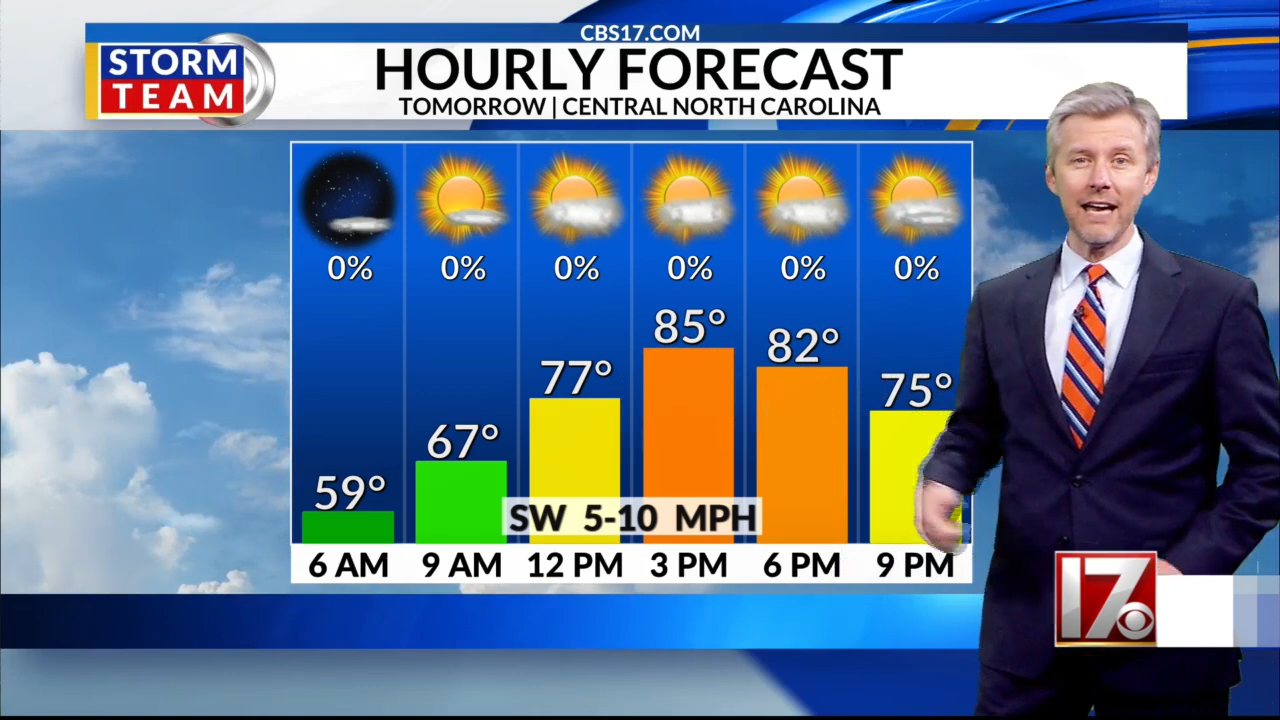 CBS17.COM
STORM
TEAM
HOURLY FORECAST
TOMORROW | CENTRAL NORTH CAROLINA
0% 0% 0% 0% 0% 0%
59° 67° 77° 85° 82° 75°
SW 5-10 MPH
6 AM 9 AM 12 PM 3 PM 6 PM 9 PM
17